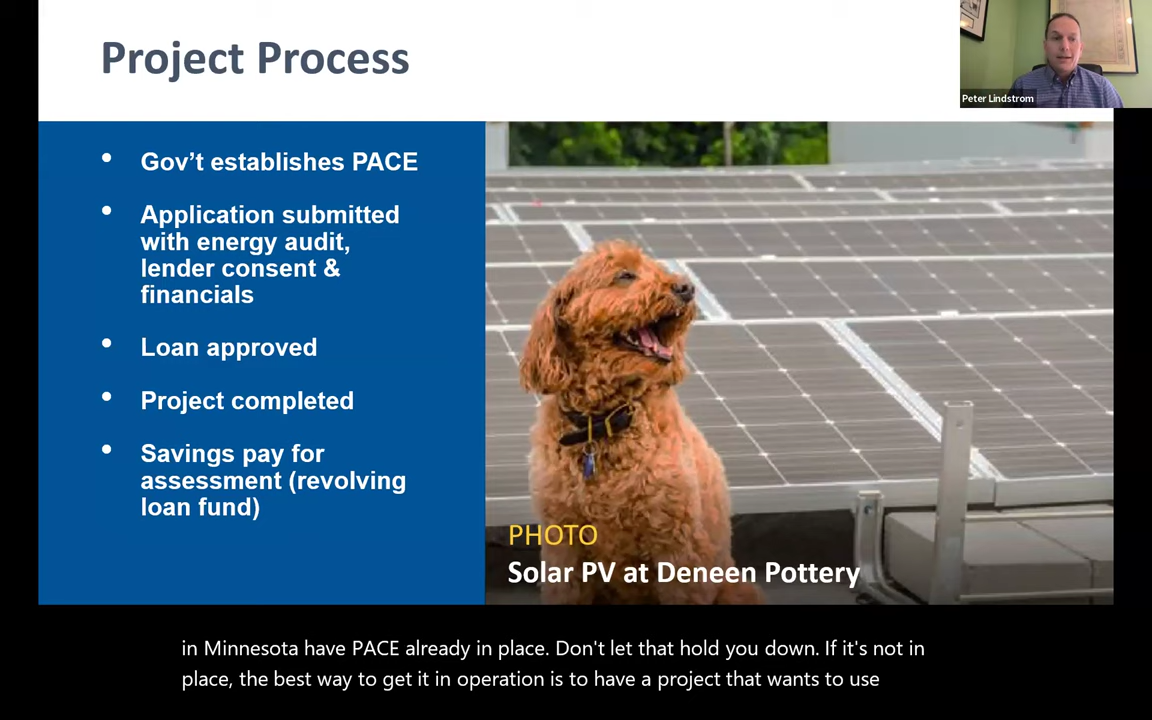 Project Process
Peter Lindstrom
• Gov't establishes PACE
• Application submitted
with energy audit,
lender consent &
financials
• Loan approved
• Project completed
• Savings pay for
assessment (revolving
loan fund)
PHOTO
Solar PV at Deneen Pottery
in Minnesota have PACE already in place. Don't let that hold you down. If it's not in
place, the best way to get it in operation is to have a project that wants to use